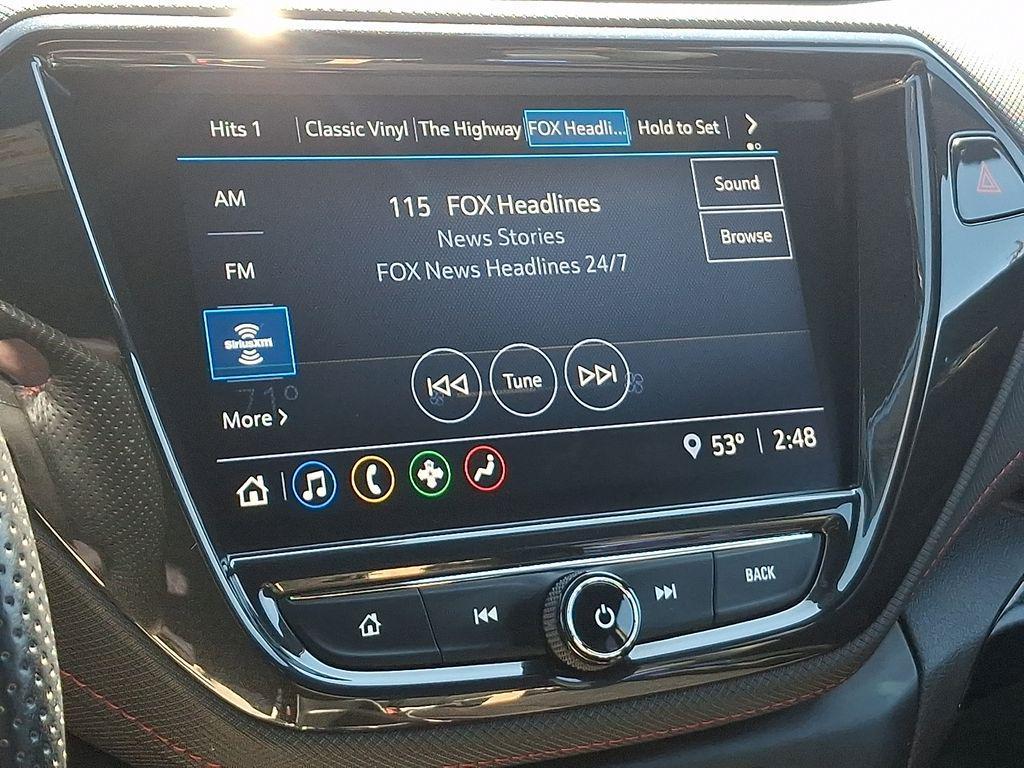 Hits 1 Classic Vinyl The Highway FOX Headli... Hold to Set
AM
115 FOX Headlines
Sound
News Stories
Browse
FM
FOX News Headlines 24/7
SiriusXM
71°
Tune
More
53° 2:48
BACK